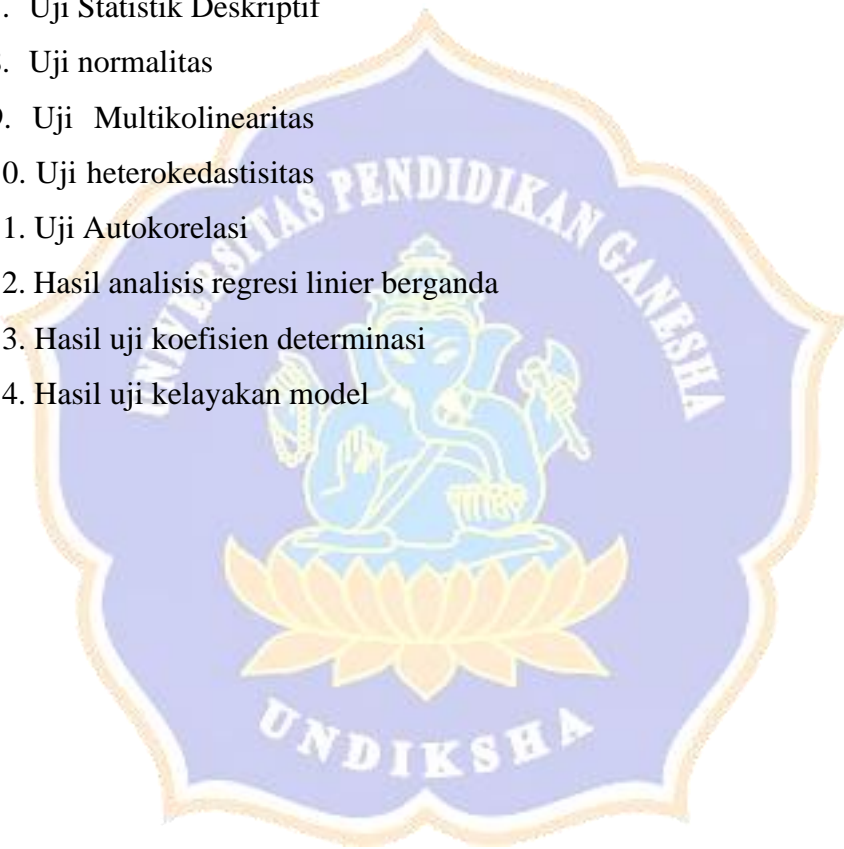 . Uji Statistik Deskriptif
. Uji normalitas
. Uji Multikolinearitas
0. Uji heterokedastisitas
1. Uji Autokorelasi
2. Hasil analisis regresi linier berganda
3. Hasil uji koefisien determinasi
4. Hasil uji kelayakan model
UNIVERSITAS PENDIDIKAN GANESHA
UNDIKSHA